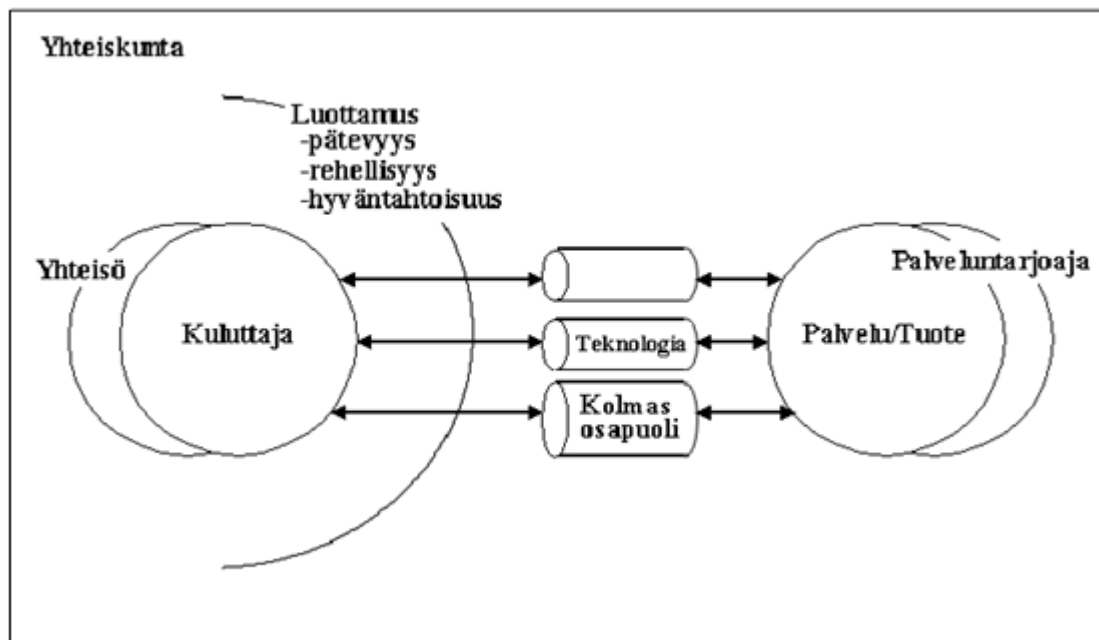 Yhteiskunta
Luottamus
-pätevyys
-rehellisyys
-hyväntahtoisuus
Yhteisö
Kuluttaja
Teknologia
Kolmas
osapuoli
Palveluntarjoaja
Palvelu/Tuote